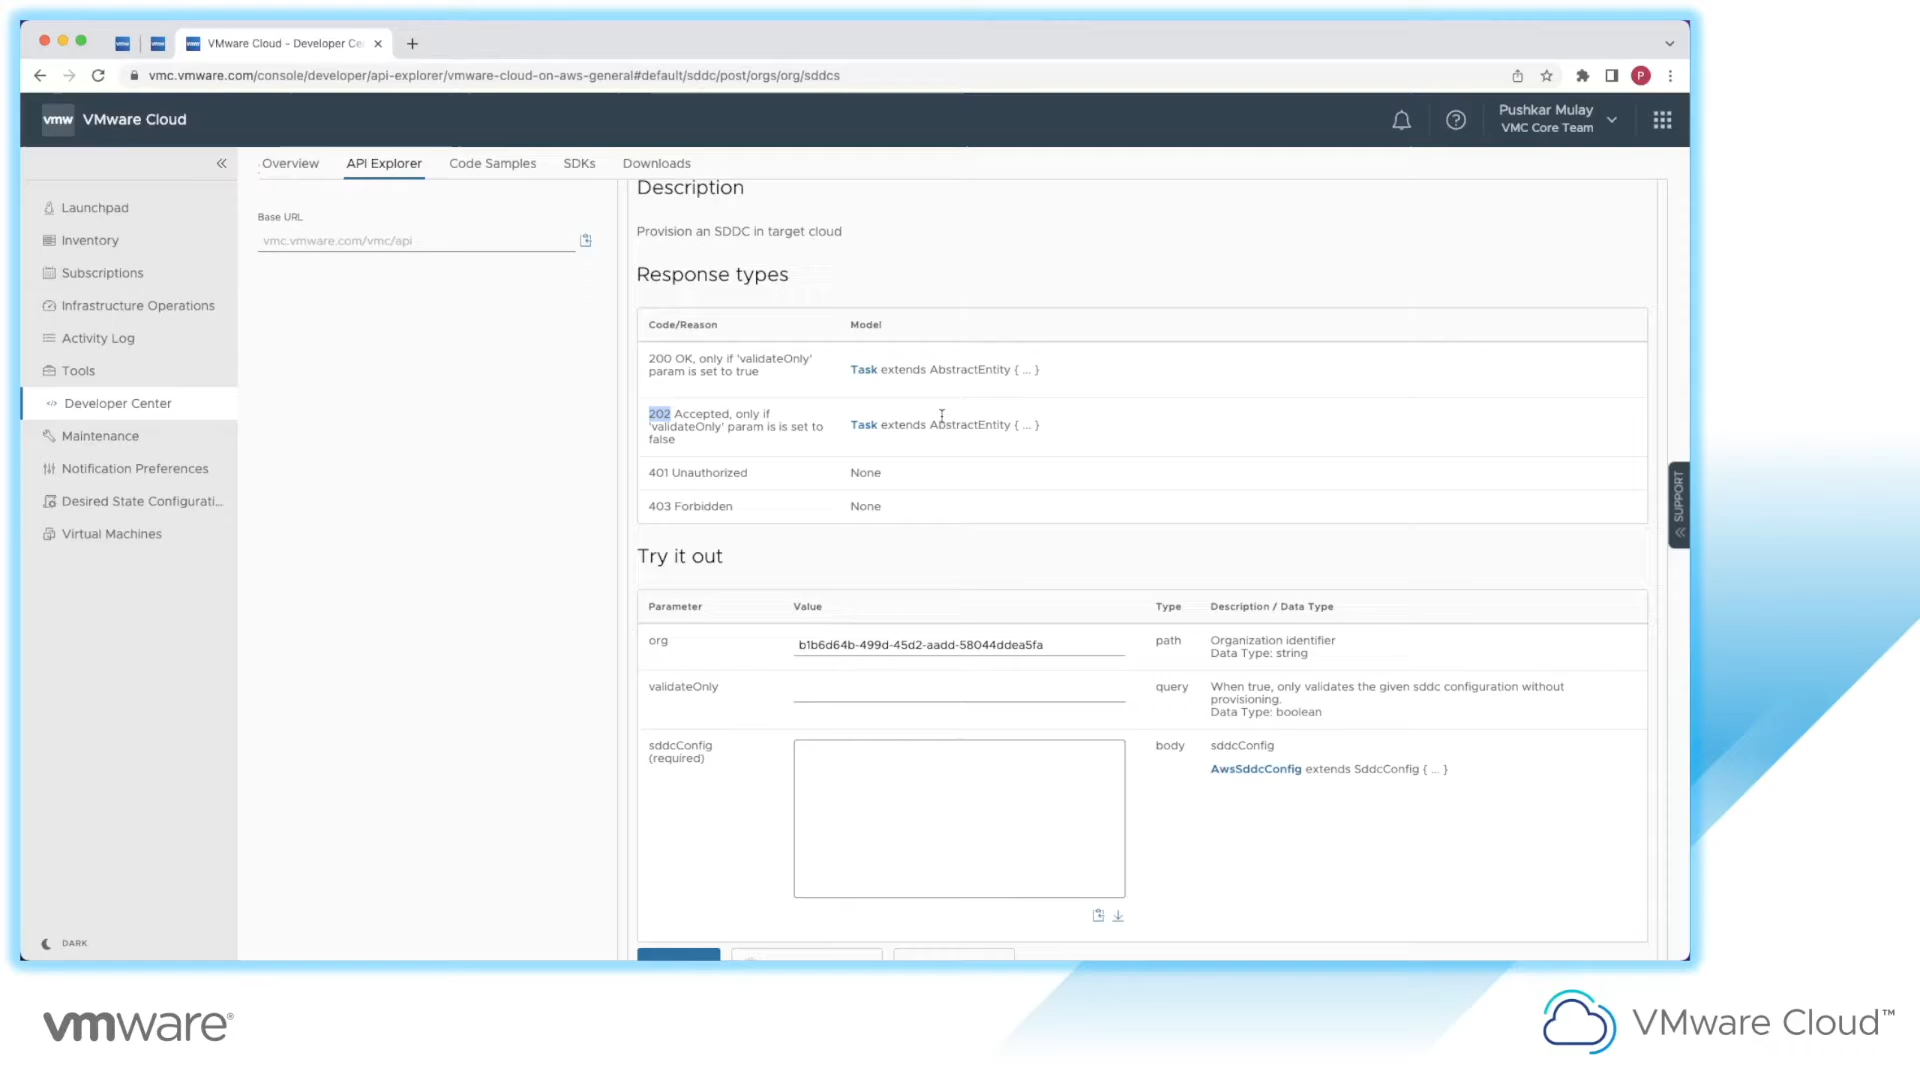 VMware Cloud - Developer Ce
vmc.vmware.com/console/developer/api-explorer/vmware-cloud-on-aws-general#default/sddc/post/orgs/org/sddcs
P
vmw VMware Cloud
Pushkar Mulay
VMC Core Team
Overview API Explorer Code Samples SDKs Downloads
Launchpad
Inventory
Subscriptions
Infrastructure Operations
Activity Log
Tools
Developer Center
Maintenance
Notification Preferences
Desired State Configurati...
Virtual Machines
DARK
Base URL
vmc.vmware.com/vmc/api
Description
Provision an SDDC in target cloud
Response types
Code/Reason Model
200 OK, only if 'validateOnly'
param is set to true
Task extends AbstractEntity { ... }
202 Accepted, only if
'validateOnly' param is is set to
false
Task extends AbstractEntity { ... }
401 Unauthorized None
403 Forbidden None
Try it out
Parameter Value Type Description / Data Type
org b1b6d64b-499d-45d2-aadd-58044ddea5fa path Organization identifier
Data Type: string
validateOnly query When true, only validates the given sddc configuration without
provisioning.
Data Type: boolean
sddcConfig
(required)
body sddcConfig
AwsSddcConfig extends SddcConfig { ... }
SUPPORT
vmware®
VMware Cloud™